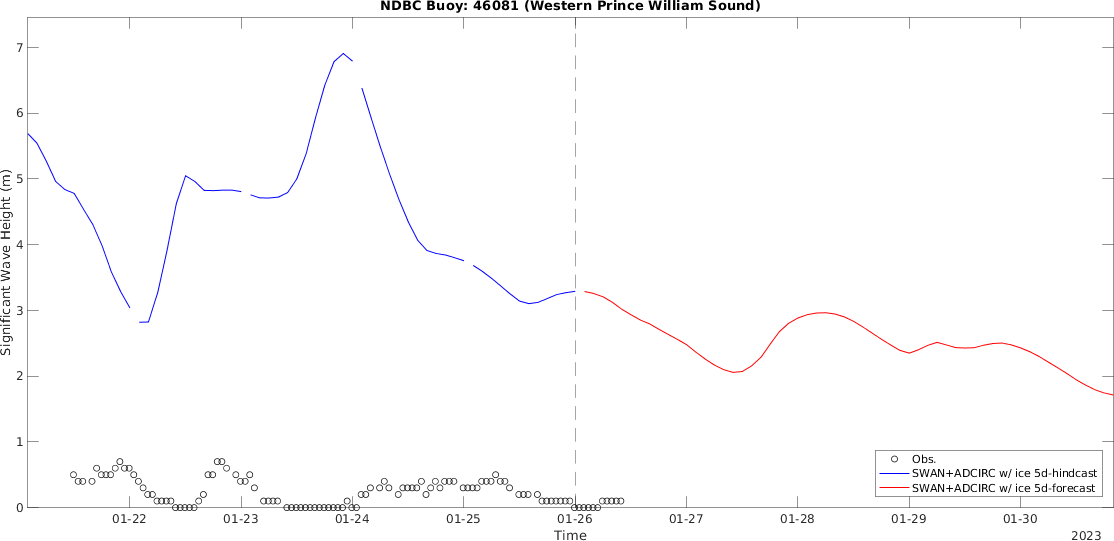 NDBC Buoy: 46081 (Western Prince William Sound)
Significant Wave Height (m)
7
6
5
4
3
2
1
0
Obs.
SWAN+ADCIRC w/ ice 5d-hindcast
SWAN+ADCIRC w/ ice 5d-forecast
01-22 01-23 01-24 01-25 01-26 01-27 01-28 01-29 01-30
Time
2023